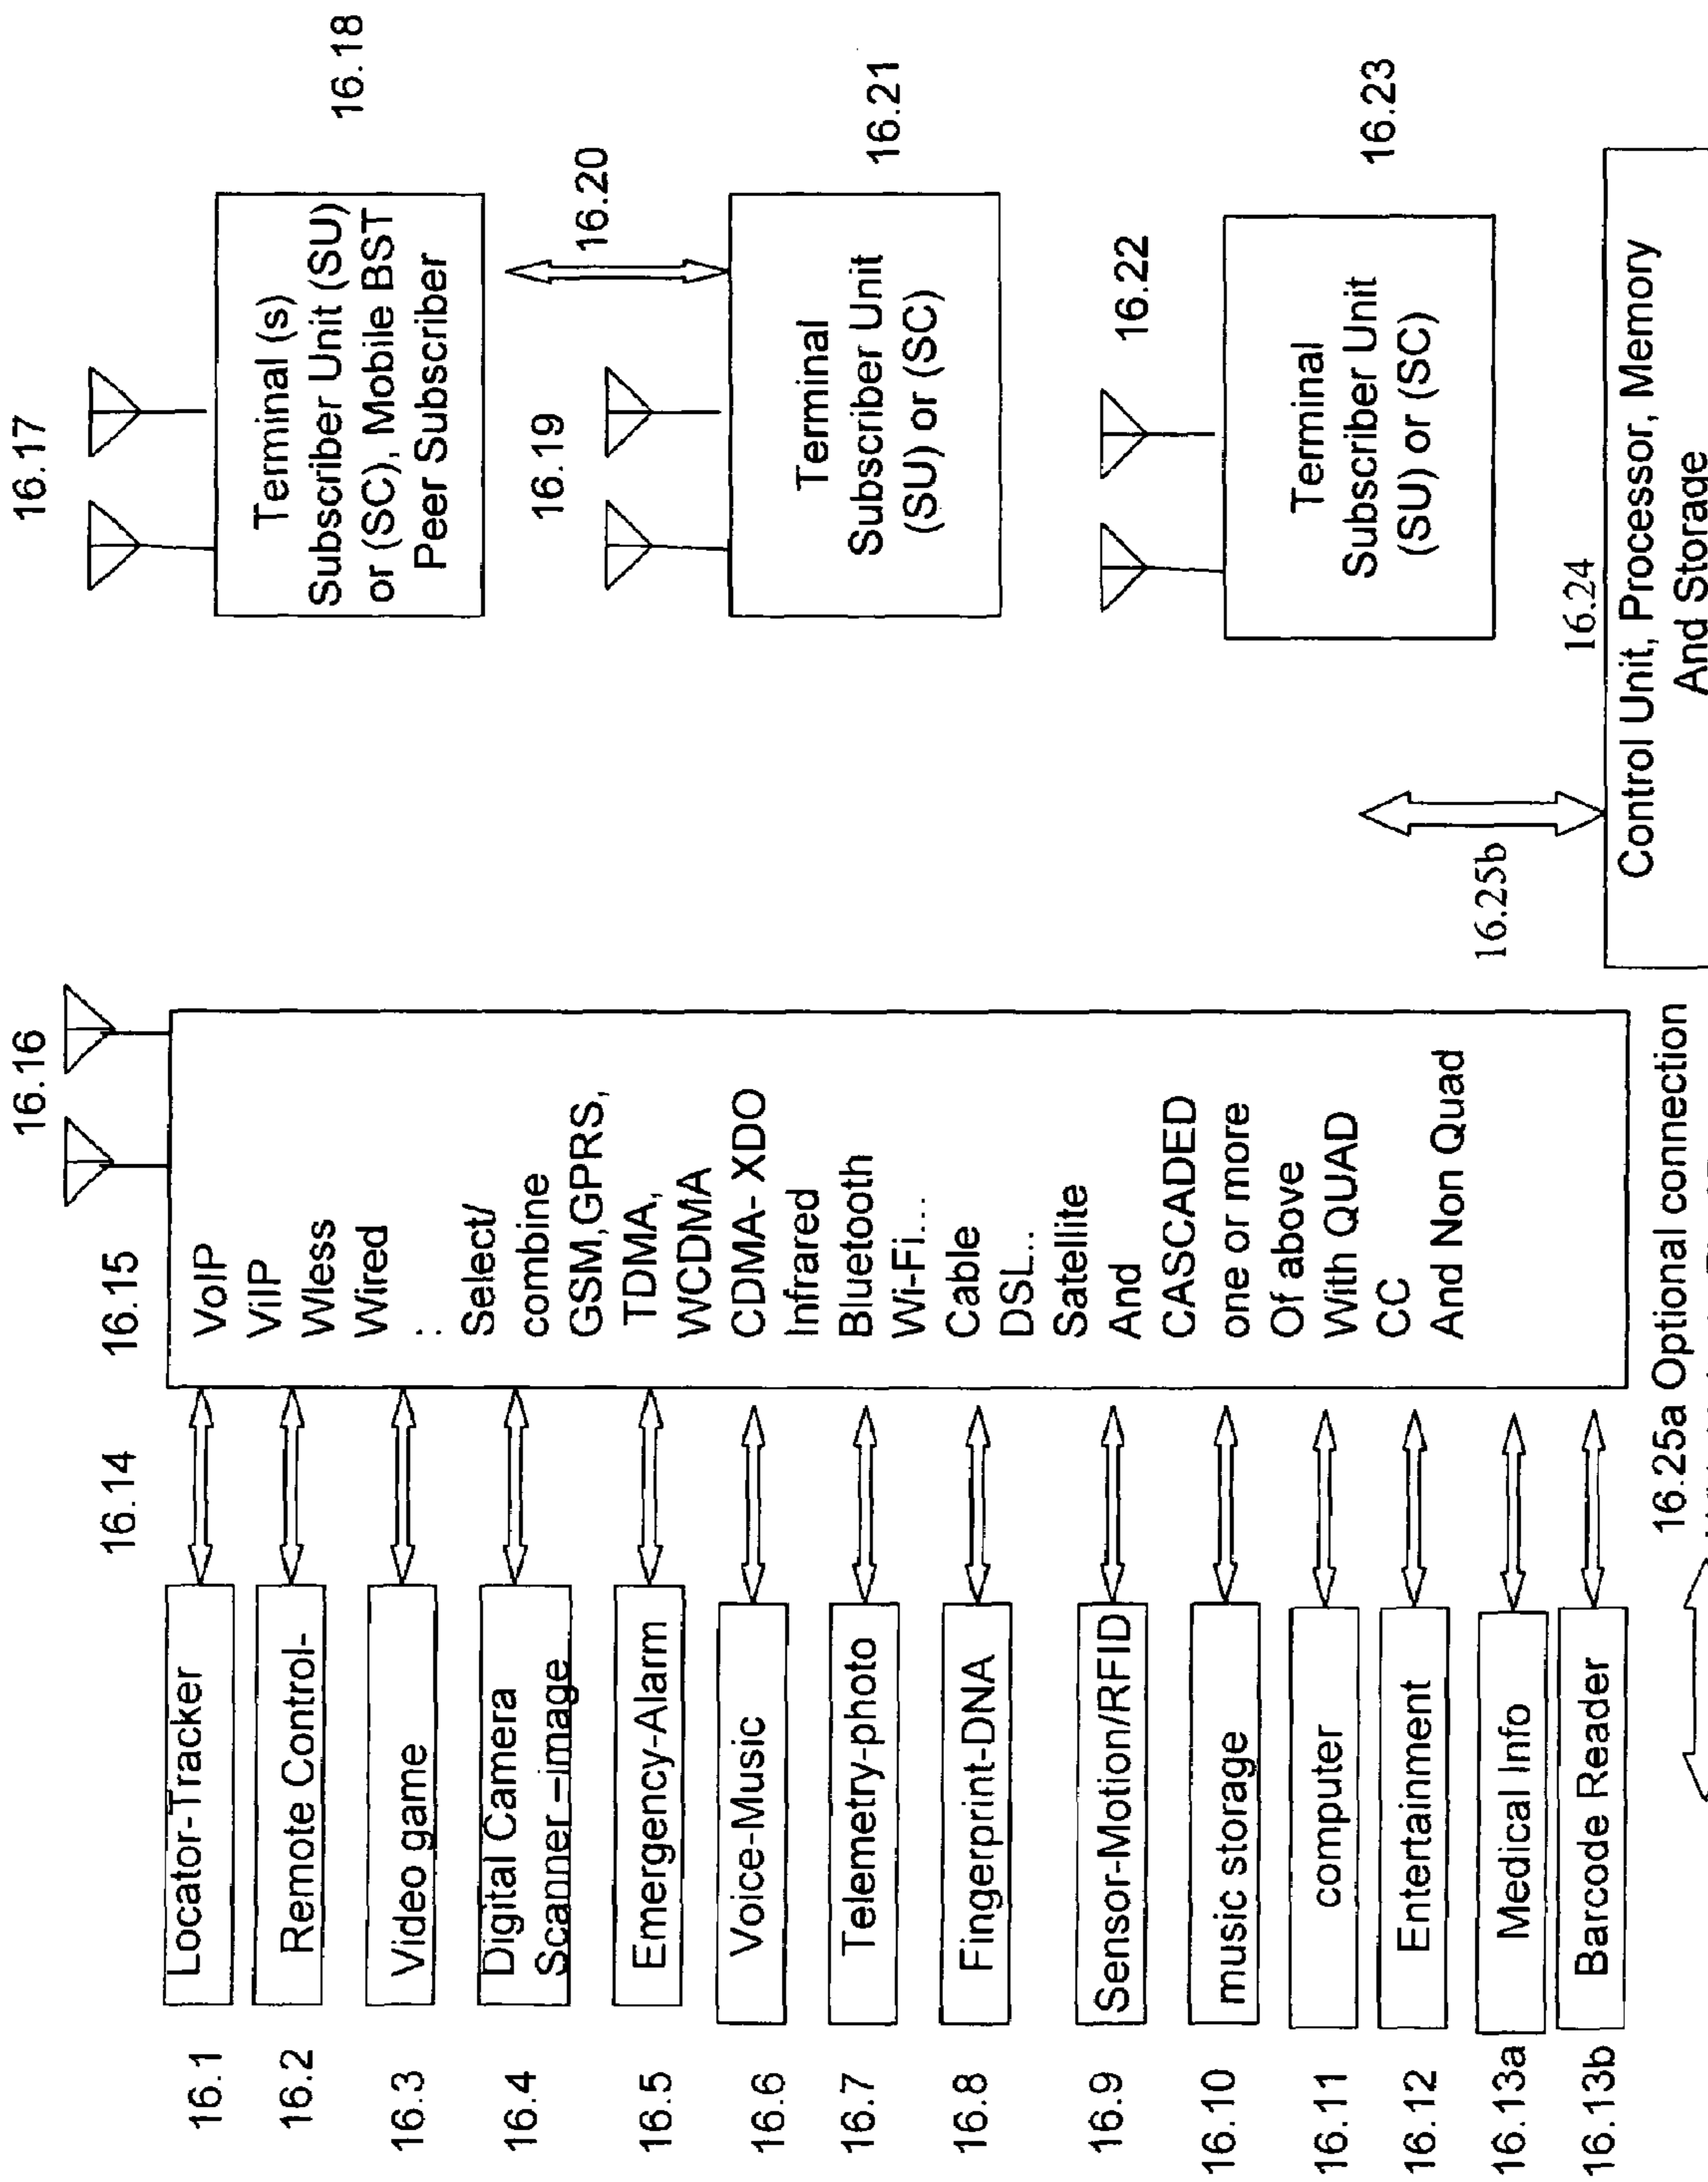 16.17
16.18
Terminal (s)
Subscriber Unit (SU)
or (SC), Mobile BST
Peer Subscriber
16.20
16.19
16.21
Terminal
Subscriber Unit
(SU) or (SC)
16.22
16.23
Terminal
Subscriber Unit
(SU) or (SC)
16.24
16.25b
Control Unit, Processor, Memory
And Storage
16.16
16.15
VoIP
ViIP
Wless
Wired
:
Select/
combine
GSM,GPRS,
TDMA,
WCDMA
CDMA- XDO
Infrared
Bluetooth
Wi-Fi...
Cable
DSL..
Satellite
And
CASCADED
one or more
Of above
With QUAD
CC
And Non Quad
16.25a Optional connection
16.14
16.1 Locator-Tracker
16.2 Remote Control-
16.3 Video game
16.4 Digital Camera
Scanner –image
16.5 Emergency-Alarm
16.6 Voice-Music
16.7 Telemetry-photo
16.8 Fingerprint-DNA
16.9 Sensor-Motion/RFID
16.10 music storage
16.11 computer
16.12 Entertainment
16.13a Medical Info
16.13b Barcode Reader